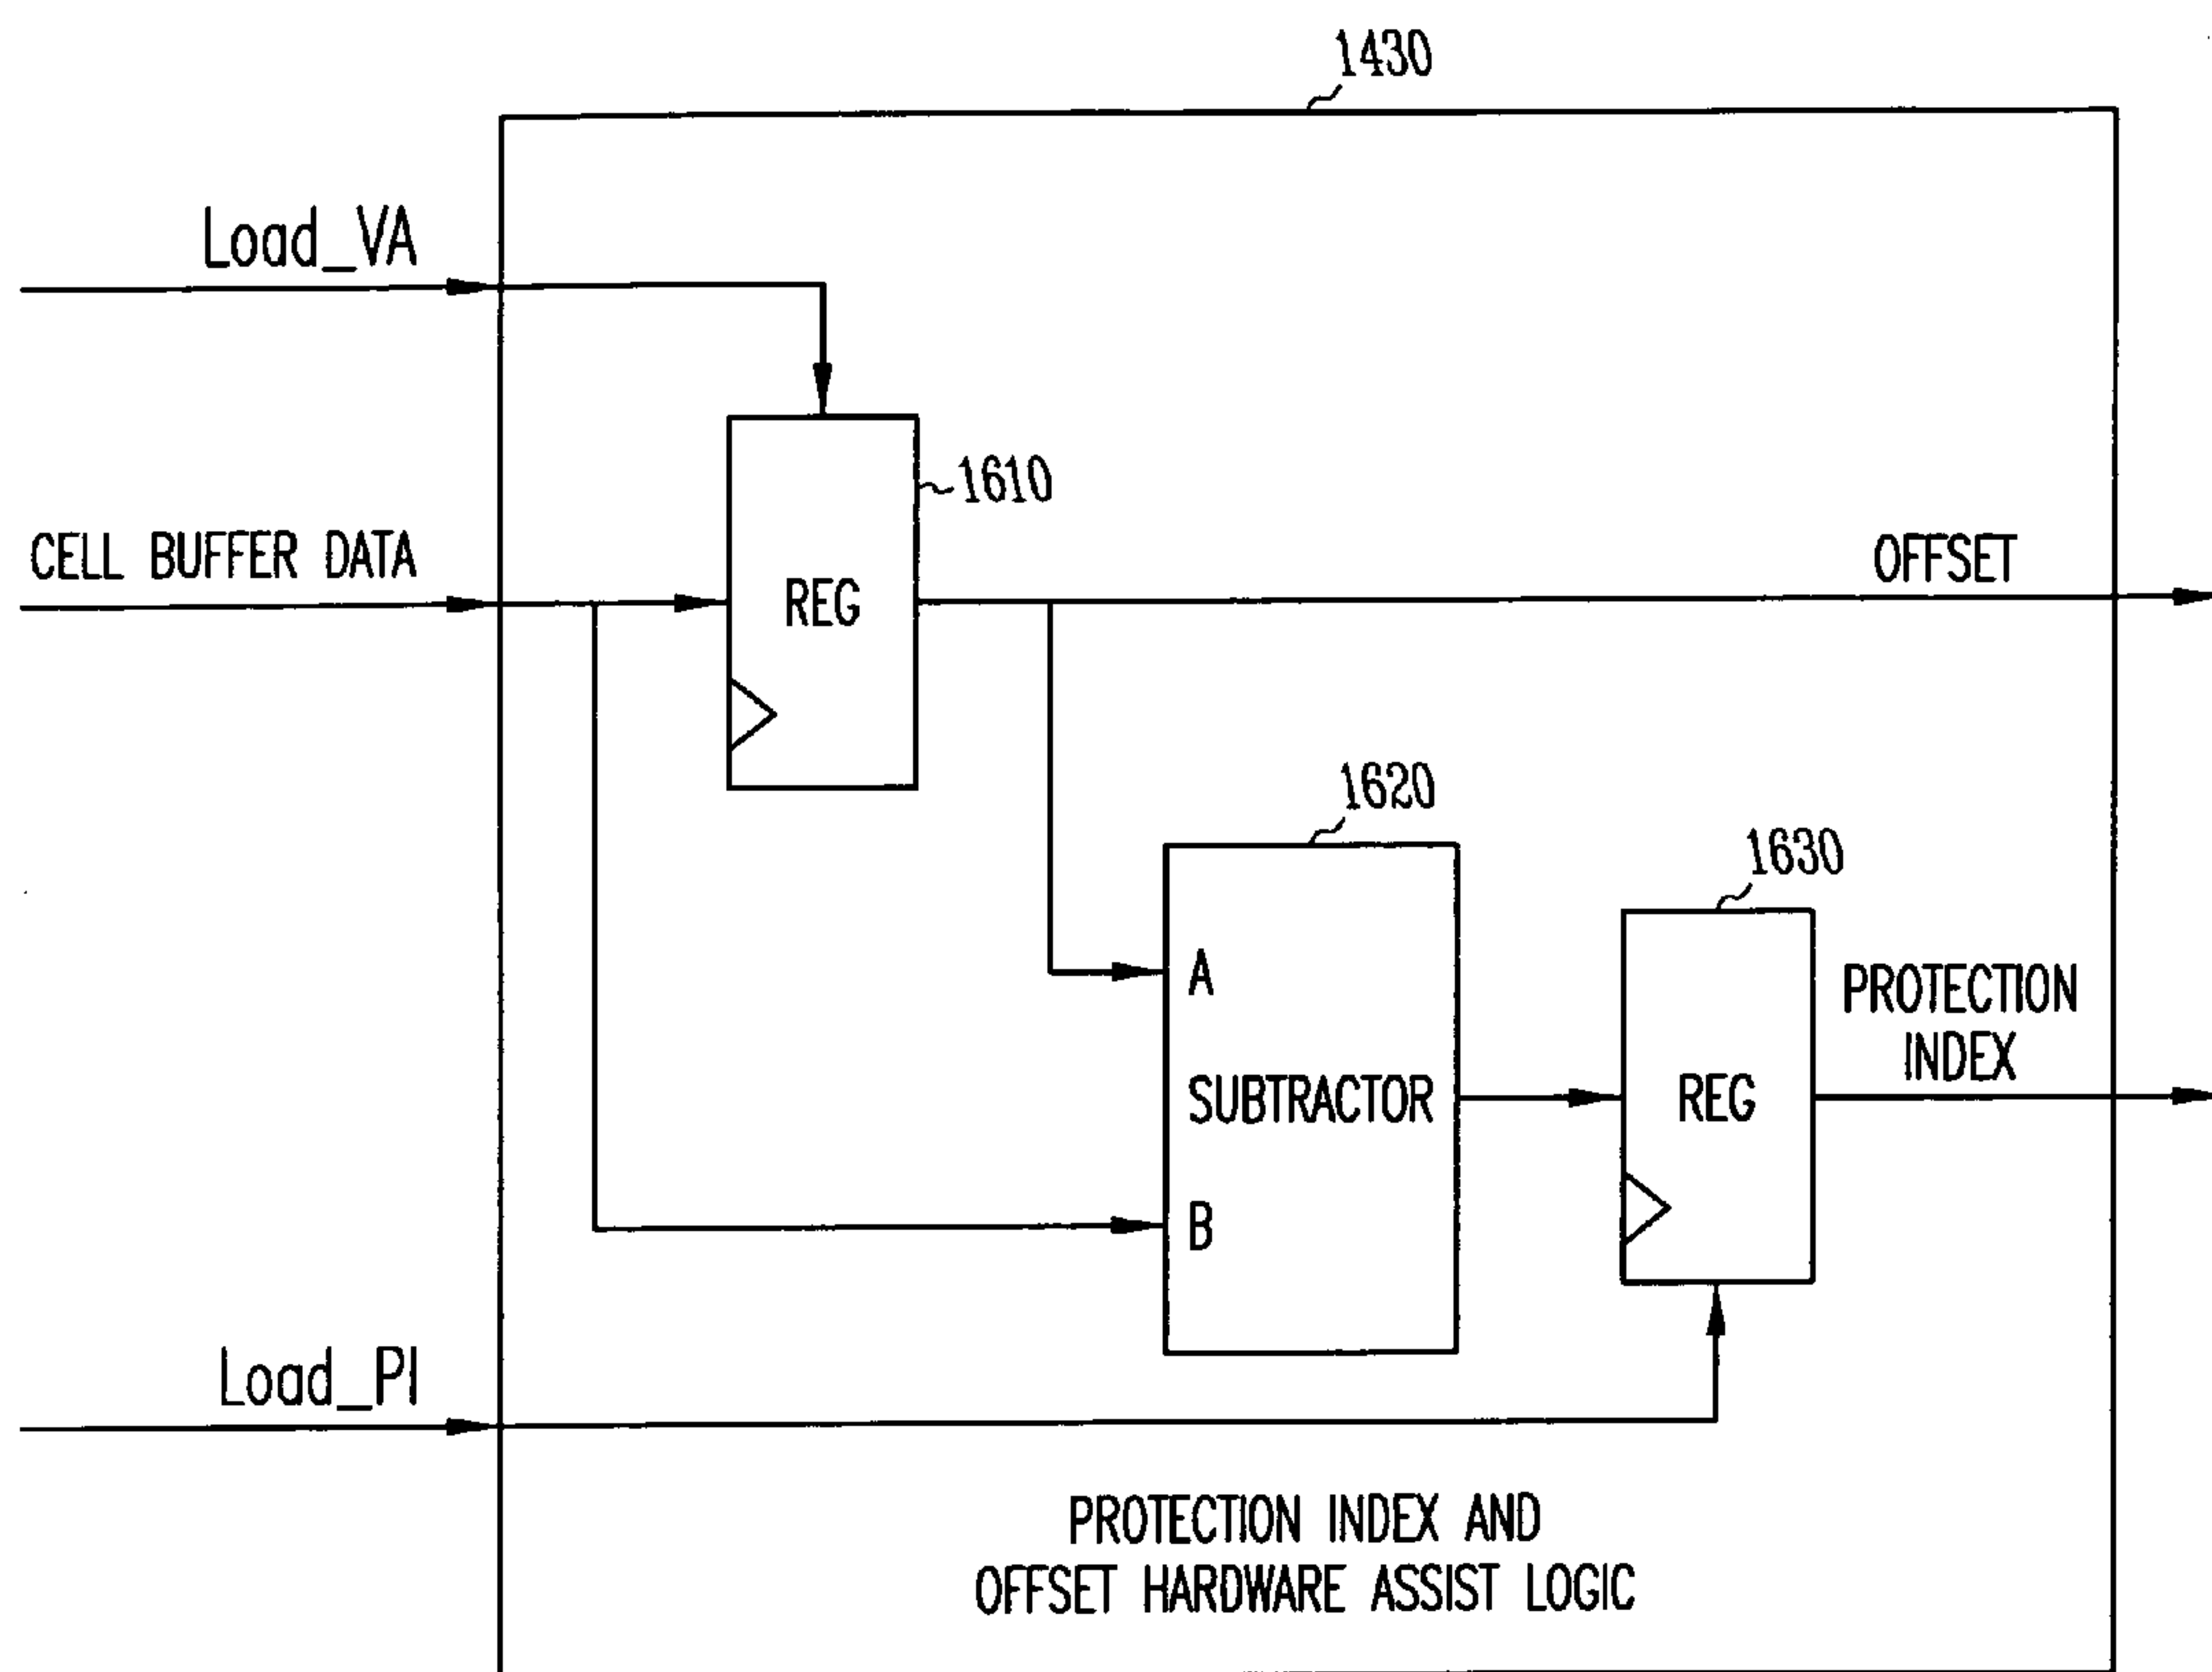 1430
Load_VA
1610
CELL BUFFER DATA
REG
OFFSET
1620
1630
A
PROTECTION
INDEX
SUBTRACTOR
REG
B
Load_PI
PROTECTION INDEX AND
OFFSET HARDWARE ASSIST LOGIC